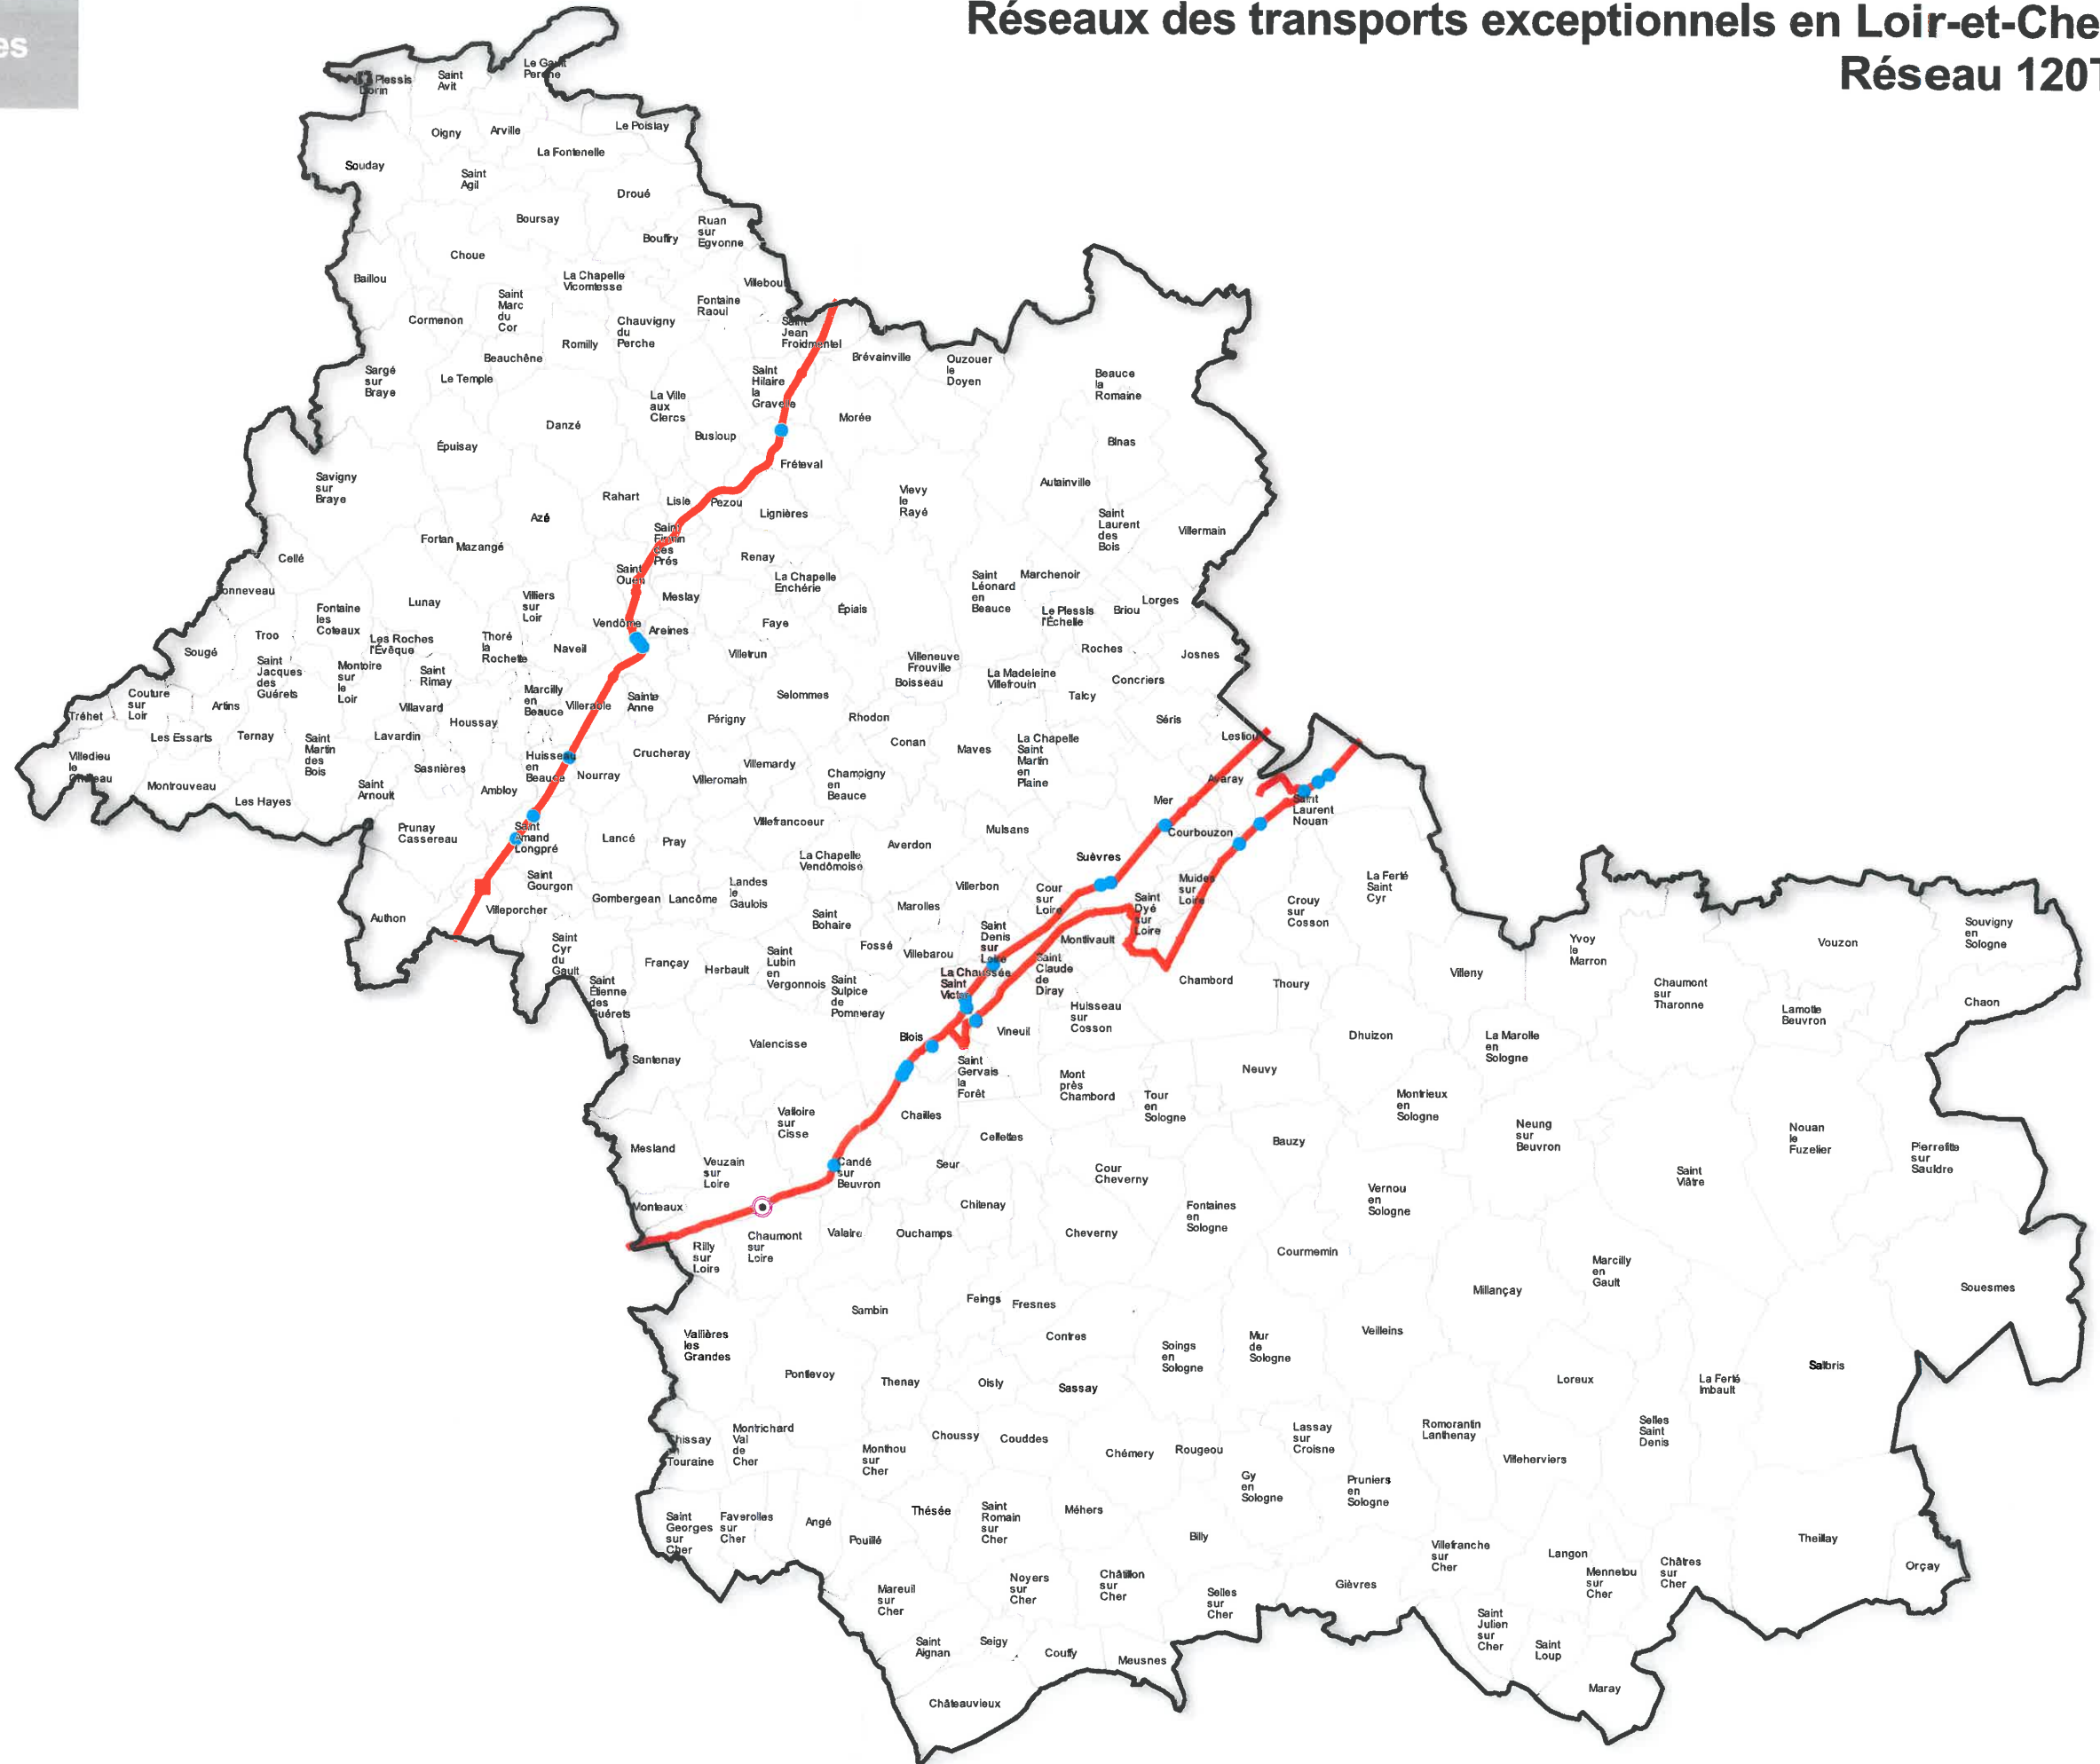 es
Réseaux des transports exceptionnels en Loir-et-Che
Réseau 120T
Plessis
Dorin
Saint
Avit
Le Gault
Perche
Oigny
Arville
Le Poislay
La Fontenelle
Souday
Saint
Agil
Droué
Boursay
Bouffry
Ruan
sur
Egvonne
Choue
Baillou
La Chapelle
Vicomtesse
Villebout
Saint
Marc
du
Cor
Fontaine
Raoul
Cormenon
Chauvigny
du
Perche
Romilly
Saint
Jean
Froidmentel
Beauchêne
Brévainville
Ouzouer
le
Doyen
Sargé
sur
Braye
Le Temple
Saint
Hilaire
la
Gravelle
Beauce
la
Romaine
La Ville
aux
Clercs
Morée
Danzé
Busloup
Épuisay
Binas
Fréteval
Savigny
sur
Braye
Autainville
Rahart
Lisle
Pezou
Vievy
le
Rayé
Lignières
Azé
Saint
Firmin
des
Prés
Saint
Laurent
des
Bois
Villermain
Fortan
Mazangé
Cellé
Renay
Saint
Ouen
La Chapelle
Enchérie
Saint
Léonard
en
Beauce
Marchenoir
Bonneveau
Lunay
Villiers
sur
Loir
Meslay
Épiais
Le Plessis
l'Échelle
Briou
Lorges
Fontaine
les
Coteaux
Vendôme
Areines
Faye
Troo
Les Roches
l'Évêque
Thoré
la
Rochette
Naveil
Villetrun
Roches
Josnes
Sougé
Saint
Jacques
des
Guérets
Montoire
sur
le
Loir
Saint
Rimay
Villeneuve
Frouville
Boisseau
La Madeleine
Villefrouin
Concriers
Talcy
Couture
sur
Loir
Artins
Marcilly
en
Beauce
Villerable
Sainte
Anne
Selommes
Tréhet
Villavard
Houssay
Périgny
Rhodon
Séris
Les Essarts
Ternay
Saint
Martin
des
Bois
Lavardin
Conan
Maves
La Chapelle
Saint
Martin
en
Plaine
Lestiou
Villedieu
le
Château
Huisseau
en
Beauce
Nourray
Crucheray
Villemardy
Sasnières
Villeromain
Champigny
en
Beauce
Avaray
Montrouveau
Les Hayes
Saint
Arnoult
Ambloy
Mer
Saint
Laurent
Nouan
Prunay
Cassereau
Saint
Amand
Longpré
Villefrancoeur
Mulsans
Courbouzon
Lancé
Pray
Averdon
La Chapelle
Vendômoise
Suèvres
Saint
Gourgon
Gombergean
Lancôme
Landes
le
Gaulois
Villerbon
Cour
sur
Loire
Muides
sur
Loire
La Ferté
Saint
Cyr
Authon
Villeporcher
Saint
Bohaire
Marolles
Saint
Dyé
sur
Loire
Crouy
sur
Cosson
Saint
Cyr
du
Gault
Fossé
Saint
Denis
sur
Loire
Montlivault
Villebarou
Françay
Herbault
Saint
Lubin
en
Vergonnois
Saint
Sulpice
de
Pommeray
La Chaussée
Saint
Victor
Saint
Claude
de
Diray
Chambord
Thoury
Villeny
Yvoy
le
Marron
Vouzon
Souvigny
en
Sologne
Saint
Étienne
des
Guérets
Chaumont
sur
Tharonne
Lamotte
Beuvron
Chaon
Huisseau
sur
Cosson
Valencisse
Blois
Vineuil
Dhuizon
La Marolle
en
Sologne
Santenay
Saint
Gervais
la
Forêt
Mont
près
Chambord
Neuvy
Tour
en
Sologne
Montrieux
en
Sologne
Valloire
sur
Cisse
Chailles
Cellettes
Bauzy
Neung
sur
Beuvron
Nouan
le
Fuzelier
Pierrefitte
sur
Sauldre
Mesland
Veuzain
sur
Loire
Candé
sur
Beuvron
Seur
Cour
Cheverny
Saint
Viâtre
Monteaux
Chitenay
Fontaines
en
Sologne
Vernou
en
Sologne
Rilly
sur
Loire
Chaumont
sur
Loire
Valaire
Ouchamps
Cheverny
Courmemin
Marcilly
en
Gault
Millançay
Souesmes
Sambin
Feings
Fresnes
Vallières
les
Grandes
Contres
Soings
en
Sologne
Mur
de
Sologne
Veilleins
Pontlevoy
Thenay
Oisly
Sassay
Loreux
La Ferté
Imbault
Salbris
Chissay
en
Touraine
Montrichard
Val
de
Cher
Monthou
sur
Cher
Choussy
Couddes
Chémery
Rougeou
Lassay
sur
Croisne
Romorantin
Lanthenay
Villeherviers
Selles
Saint
Denis
Gy
en
Sologne
Pruniers
en
Sologne
Saint
Georges
sur
Cher
Faverolles
sur
Cher
Angé
Pouillé
Thésée
Saint
Romain
sur
Cher
Méhers
Billy
Villefranche
sur
Cher
Langon
Mennetou
sur
Cher
Châtres
sur
Cher
Theillay
Orçay
Mareuil
sur
Cher
Noyers
sur
Cher
Châtillon
sur
Cher
Selles
sur
Cher
Gièvres
Saint
Julien
sur
Cher
Saint
Loup
Saint
Aignan
Seigy
Couffy
Meusnes
Maray
Châteauvieux